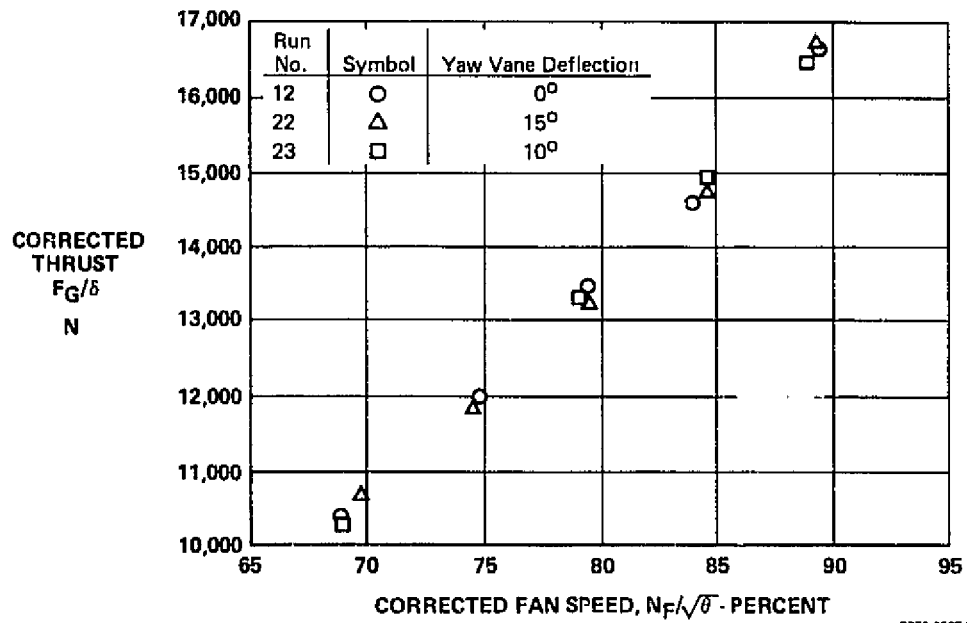 17,000
16,000
15,000
14,000
13,000
12,000
11,000
10,000
Run No. Symbol Yaw Vane Deflection
12 ○ 0°
22 △ 15°
23 □ 10°
CORRECTED
THRUST
F_G/δ
N
65 70 75 80 85 90 95
CORRECTED FAN SPEED, N_F/√θ - PERCENT